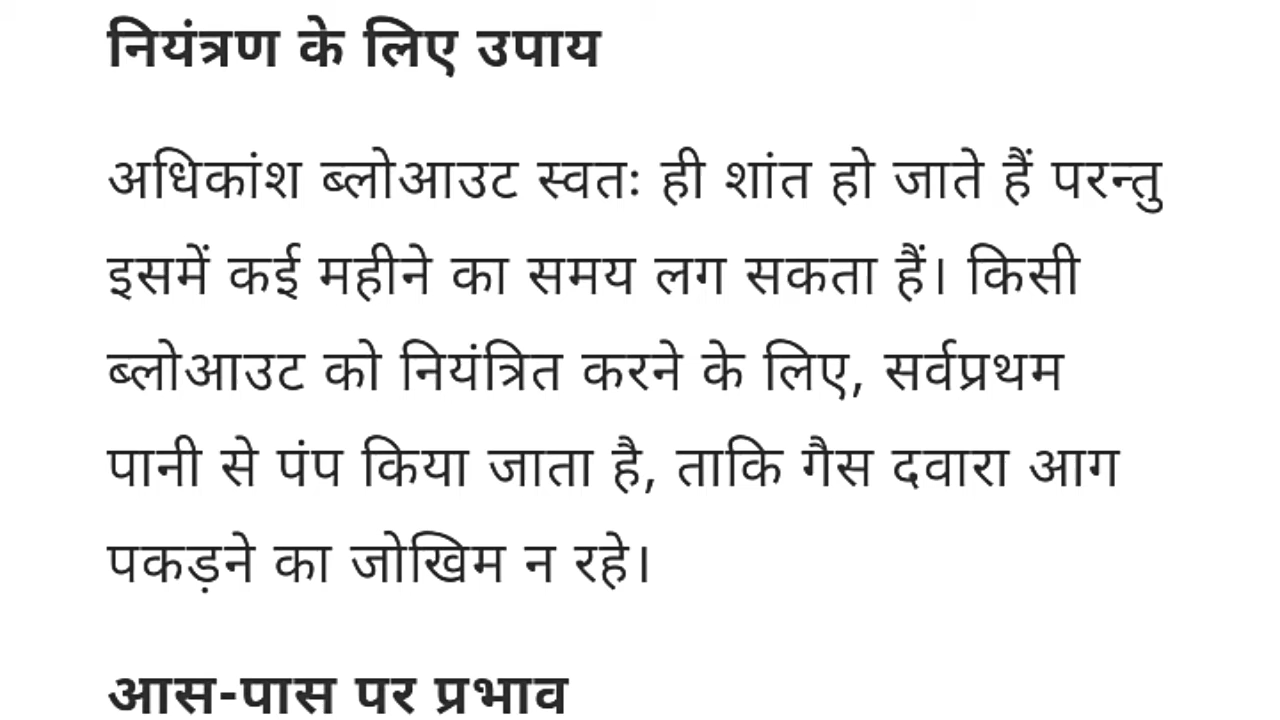 नियंत्रण के लिए उपाय
अधिकांश ब्लोआउट स्वतः ही शांत हो जाते हैं परन्तु
इसमें कई महीने का समय लग सकता हैं। किसी
ब्लोआउट को नियंत्रित करने के लिए, सर्वप्रथम
पानी से पंप किया जाता है, ताकि गैस दवारा आग
पकड़ने का जोखिम न रहे।
आस-पास पर प्रभाव